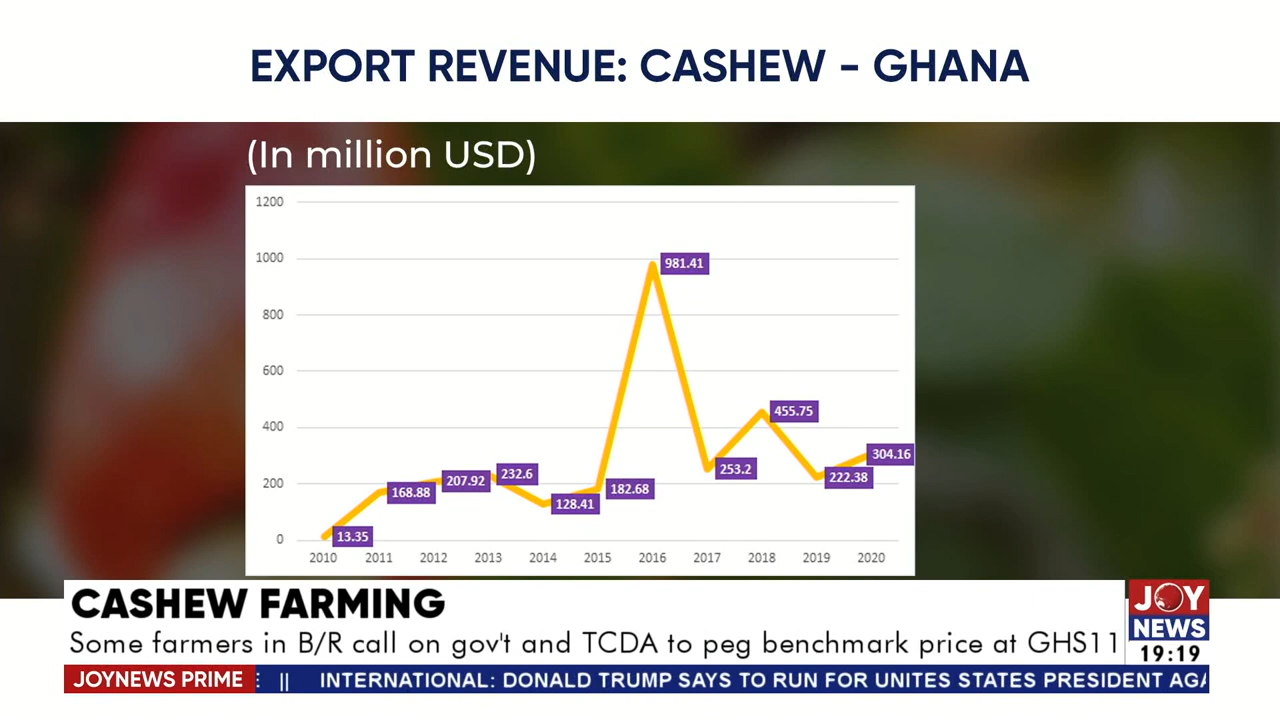 EXPORT REVENUE: CASHEW - GHANA
(In million USD)
1200
1000
981.41
800
600
400
455.75
304.16
253.2
232.6
222.38
200
207.92
182.68
168.88
128.41
0
13.35
2010 2011 2012 2013 2014 2015 2016 2017 2018 2019 2020
CASHEW FARMING
Some farmers in B/R call on gov't and TCDA to peg benchmark price at GHS11
JOY
NEWS
19:19
JOYNEWS PRIME || INTERNATIONAL: DONALD TRUMP SAYS TO RUN FOR UNITES STATES PRESIDENT AGA